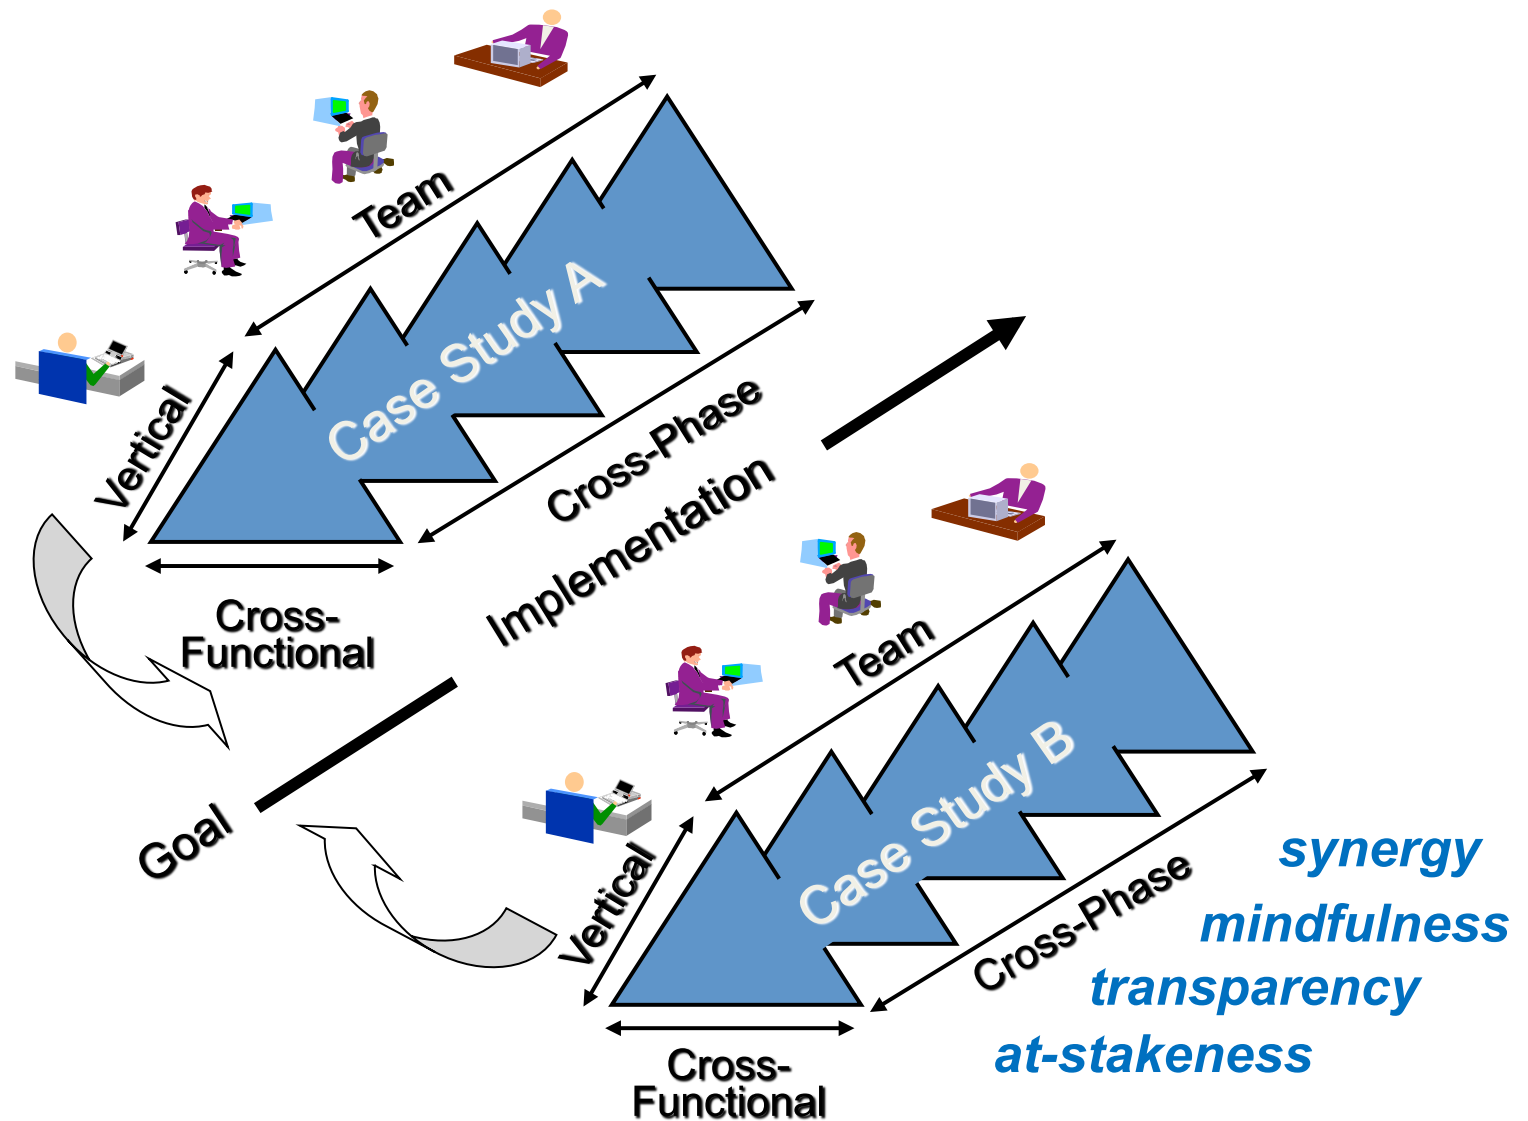 Team
Case Study A
Vertical
Cross-Phase
Cross-
Functional
Implementation
Goal
Team
Case Study B
Vertical
Cross-Phase
Cross-
Functional
synergy
mindfulness
transparency
at-stakeness